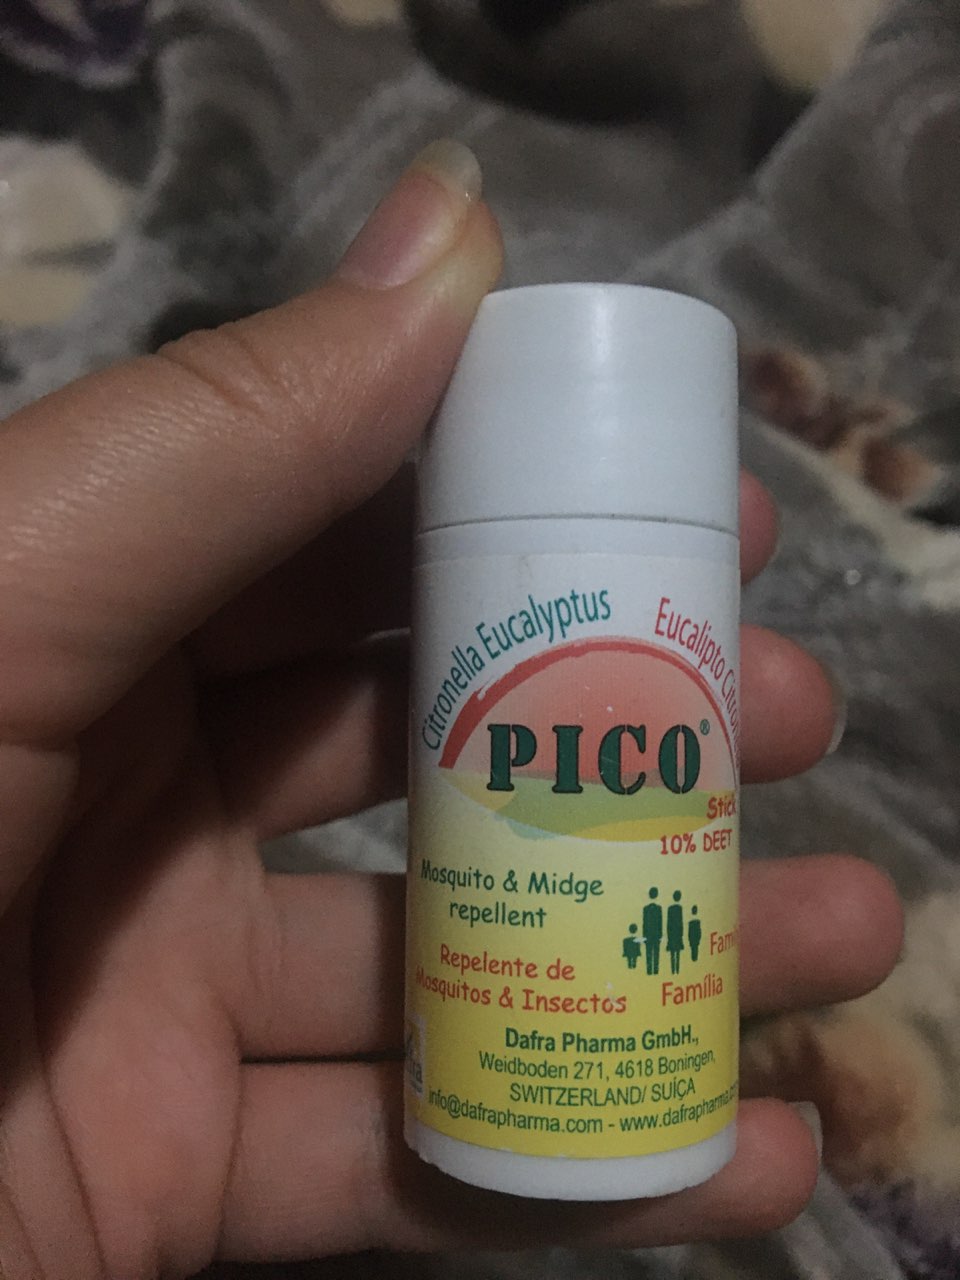 Citronella Eucalyptus
Eucalipto
PICO®
Stick
10% DEET
Mosquito & Midge
repellent
Repelente de
Mosquitos & Insectos
Família
Dafra Pharma GmbH.,
Weidboden 271, 4618 Boningen,
SWITZERLAND/ SUÍÇA
info@dafrapharma.com - www.dafrapharma.